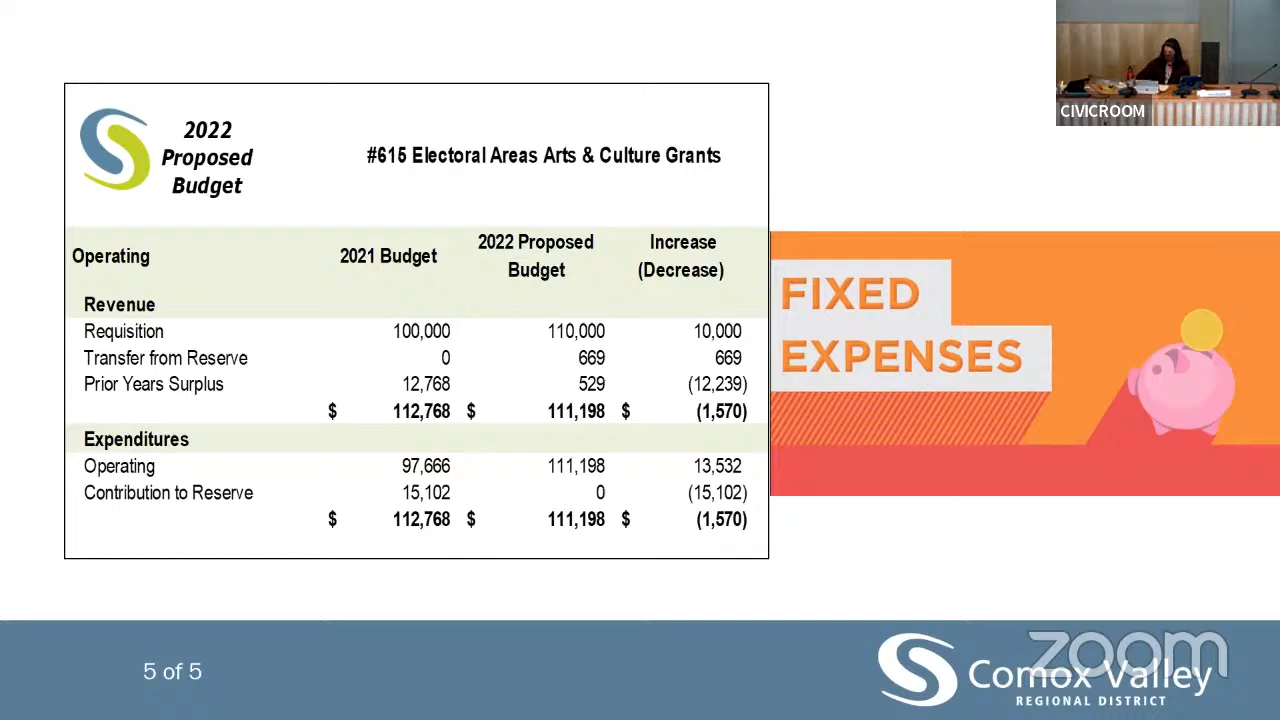 CIVICROOM
2022
Proposed
Budget
#615 Electoral Areas Arts & Culture Grants
Operating 2021 Budget 2022 Proposed Budget Increase (Decrease)
Revenue
Requisition 100,000 110,000 10,000
Transfer from Reserve 0 669 669
Prior Years Surplus 12,768 529 (12,239)
$ 112,768 $ 111,198 $ (1,570)
Expenditures
Operating 97,666 111,198 13,532
Contribution to Reserve 15,102 0 (15,102)
$ 112,768 $ 111,198 $ (1,570)
FIXED
EXPENSES
5 of 5
zoom
Comox Valley
REGIONAL DISTRICT